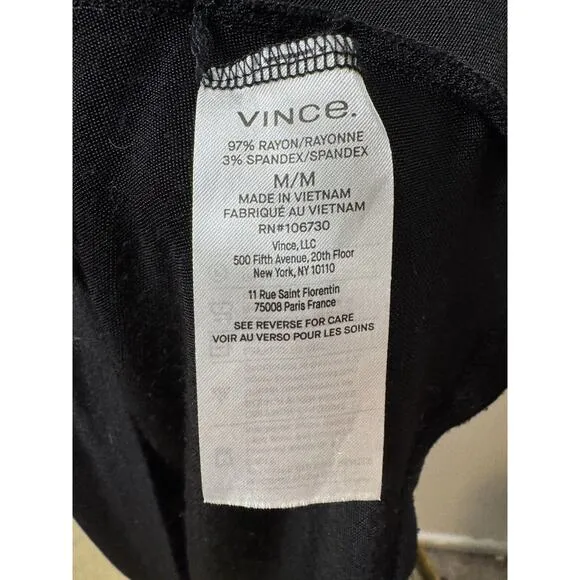 VINCe.
97% RAYON/RAYONNE
3% SPANDEX/SPANDEX
M/M
MADE IN VIETNAM
FABRIQUÉ AU VIETNAM
RN#106730
Vince, LLC
500 Fifth Avenue, 20th Floor
New York, NY 10110
11 Rue Saint Florentin
75008 Paris France
SEE REVERSE FOR CARE
VOIR AU VERSO POUR LES SOINS